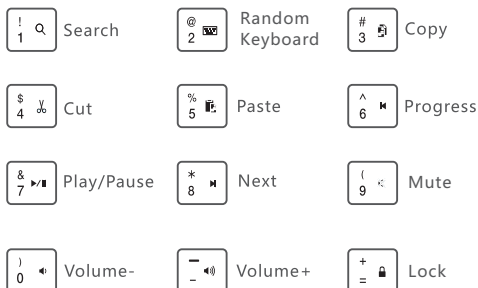 ! 1 Search
@ 2 Random Keyboard
# 3 Copy
$ 4 Cut
% 5 Paste
^ 6 Progress
& 7 Play/Pause
* 8 Next
( 9 Mute
) 0 Volume-
— - Volume+
+ = Lock